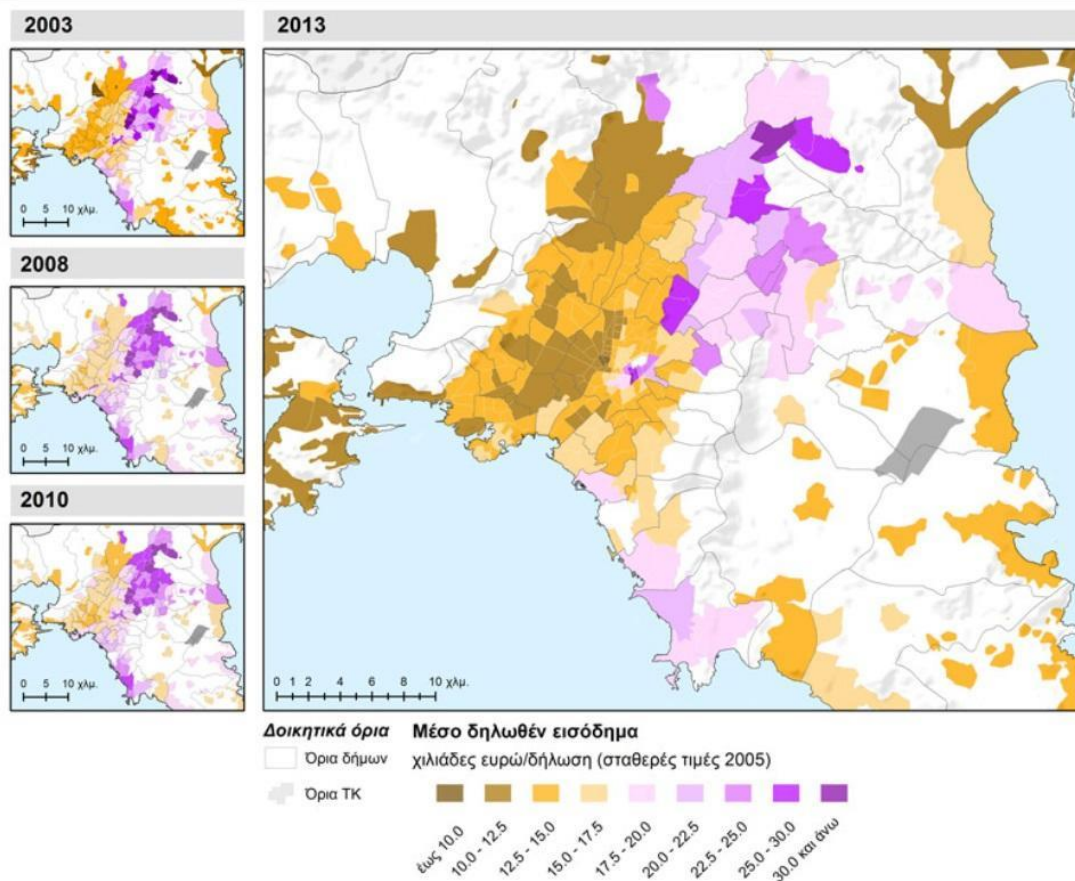 2003
0 5 10 χλμ.
2008
0 5 10 χλμ.
2010
0 5 10 χλμ.
2013
0 1 2 4 6 8 10 χλμ.
Δοικητικά όρια
Όρια δήμων
Όρια ΤΚ
Μέσο δηλωθέν εισόδημα
χιλιάδες ευρώ/δήλωση (σταθερές τιμές 2005)
έως 10.0
10.0 - 12.5
12.5 - 15.0
15.0 - 17.5
17.5 - 20.0
20.0 - 22.5
22.5 - 25.0
25.0 - 30.0
30.0 και άνω